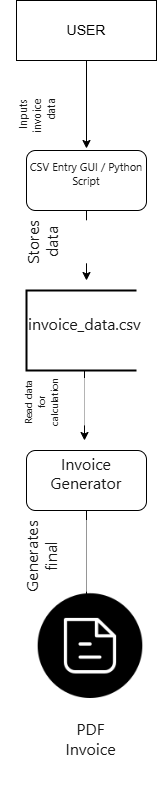 USER
Inputs
invoice
data
CSV Entry GUI / Python
Script
Stores
data
invoice_data.csv
Read data
for
calculation
Invoice
Generator
Generates
final
PDF
Invoice